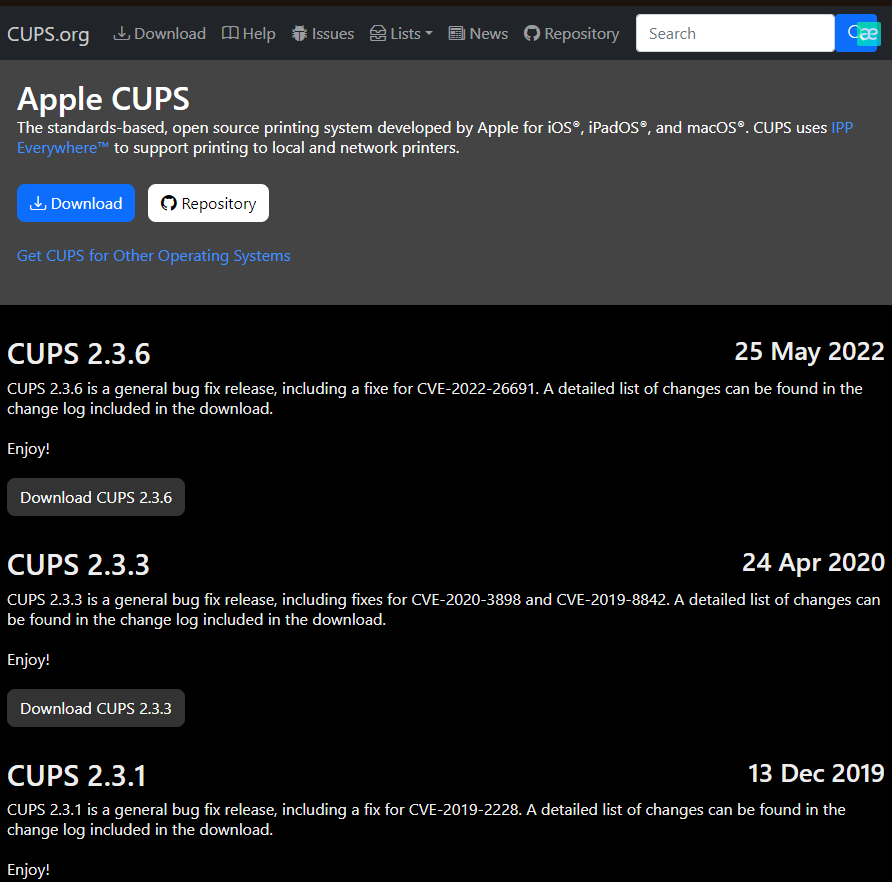 CUPS.org Download Help Issues Lists News Repository Search æ
Apple CUPS
The standards-based, open source printing system developed by Apple for iOS®, iPadOS®, and macOS®. CUPS uses IPP
Everywhere™ to support printing to local and network printers.
Download Repository
Get CUPS for Other Operating Systems
CUPS 2.3.6 25 May 2022
CUPS 2.3.6 is a general bug fix release, including a fixe for CVE-2022-26691. A detailed list of changes can be found in the
change log included in the download.
Enjoy!
Download CUPS 2.3.6
CUPS 2.3.3 24 Apr 2020
CUPS 2.3.3 is a general bug fix release, including fixes for CVE-2020-3898 and CVE-2019-8842. A detailed list of changes can
be found in the change log included in the download.
Enjoy!
Download CUPS 2.3.3
CUPS 2.3.1 13 Dec 2019
CUPS 2.3.1 is a general bug fix release, including a fix for CVE-2019-2228. A detailed list of changes can be found in the
change log included in the download.
Enjoy!